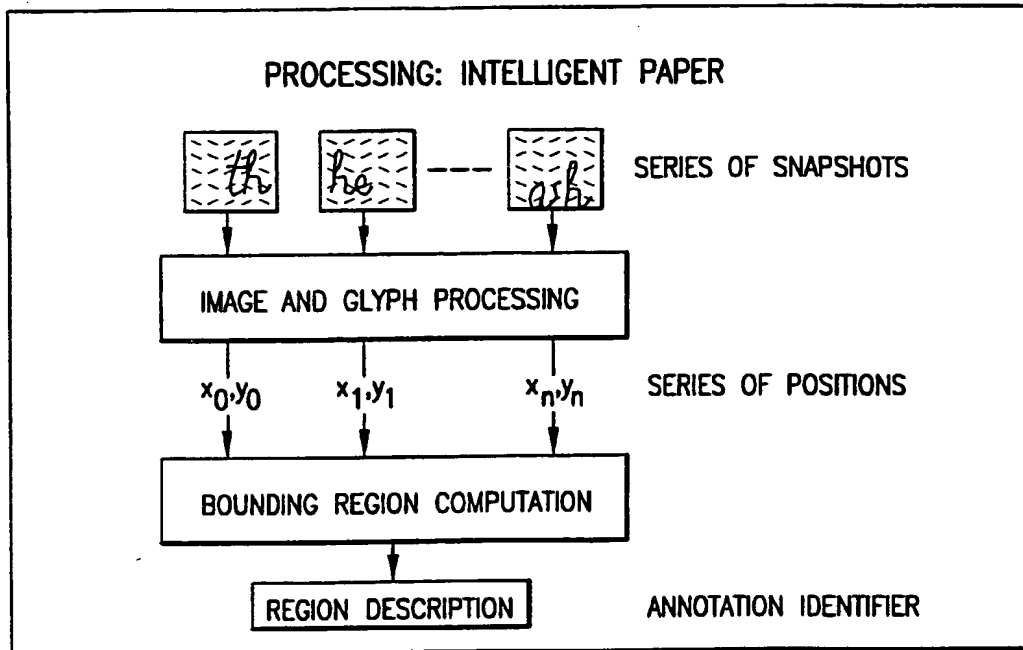 PROCESSING: INTELLIGENT PAPER
th he ---- ash SERIES OF SNAPSHOTS
IMAGE AND GLYPH PROCESSING
x0,y0 x1,y1 xn,yn SERIES OF POSITIONS
BOUNDING REGION COMPUTATION
REGION DESCRIPTION ANNOTATION IDENTIFIER